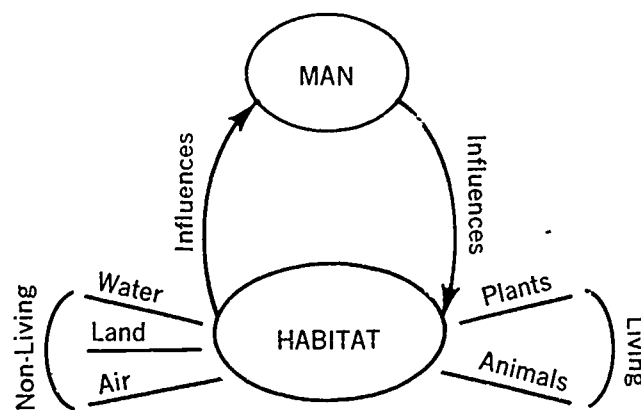 MAN
Influences
Influences
Non-Living
Water
Land
Air
HABITAT
Plants
Animals
Living